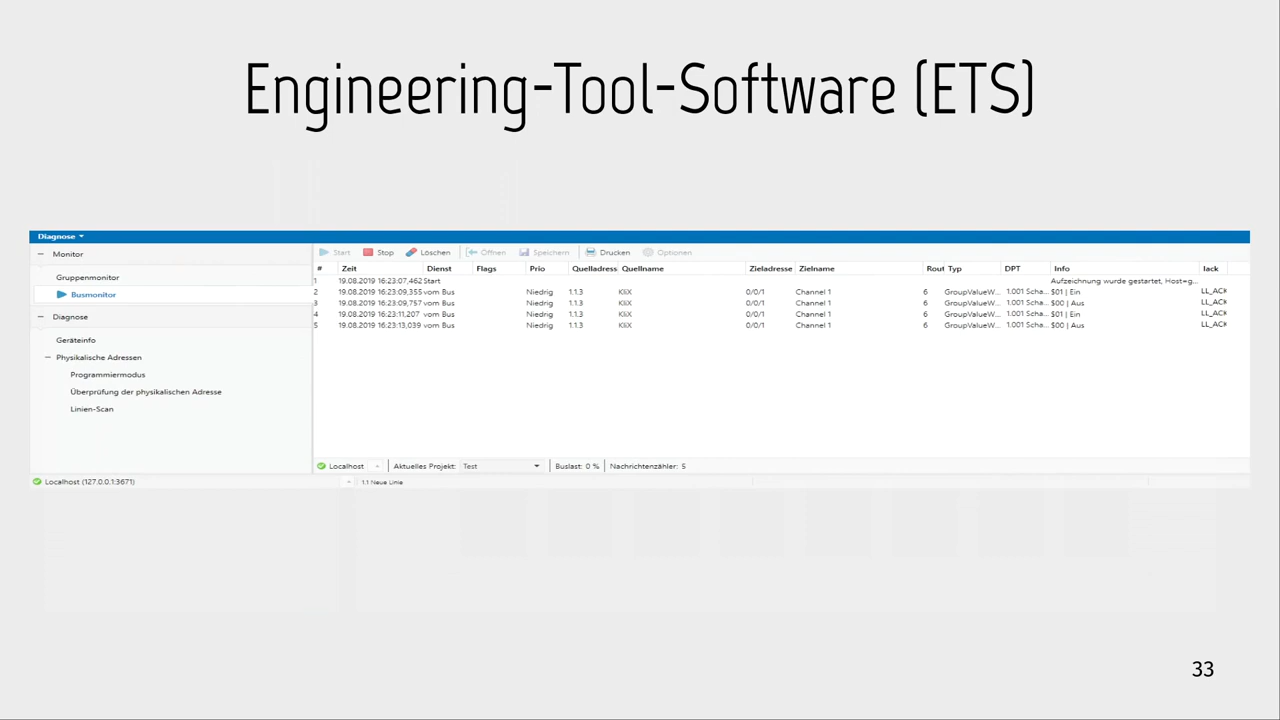 Engineering-Tool-Software (ETS)
Diagnose
Monitor
Gruppenmonitor
Busmonitor
Diagnose
Geräteinfo
Physikalische Adressen
Programmiermodus
Überprüfung der physikalischen Adresse
Linien-Scan
Start Stop Löschen Öffnen Speichern Drucken Optionen
# Zeit Dienst Flags Prio Quelladress Quellname Zieladresse Zielname Rout Typ DPT Info Iack
1 19.08.2019 16:23:07,462 Start Aufzeichnung wurde gestartet, Host=g...
2 19.08.2019 16:23:09,355 vom Bus Niedrig 1.1.3 KliX 0/0/1 Channel 1 6 GroupValueW... 1.001 Scha... $01 | Ein LL_ACK
3 19.08.2019 16:23:09,757 vom Bus Niedrig 1.1.3 KliX 0/0/1 Channel 1 6 GroupValueW... 1.001 Scha... $00 | Aus LL_ACK
4 19.08.2019 16:23:11,207 vom Bus Niedrig 1.1.3 KliX 0/0/1 Channel 1 6 GroupValueW... 1.001 Scha... $01 | Ein LL_ACK
5 19.08.2019 16:23:13,039 vom Bus Niedrig 1.1.3 KliX 0/0/1 Channel 1 6 GroupValueW... 1.001 Scha... $00 | Aus LL_ACK
Localhost Aktuelles Projekt: Test Buslast: 0 % Nachrichtenzähler: 5
Localhost (127.0.0.1:3671) 1.1 Neue Linie
33